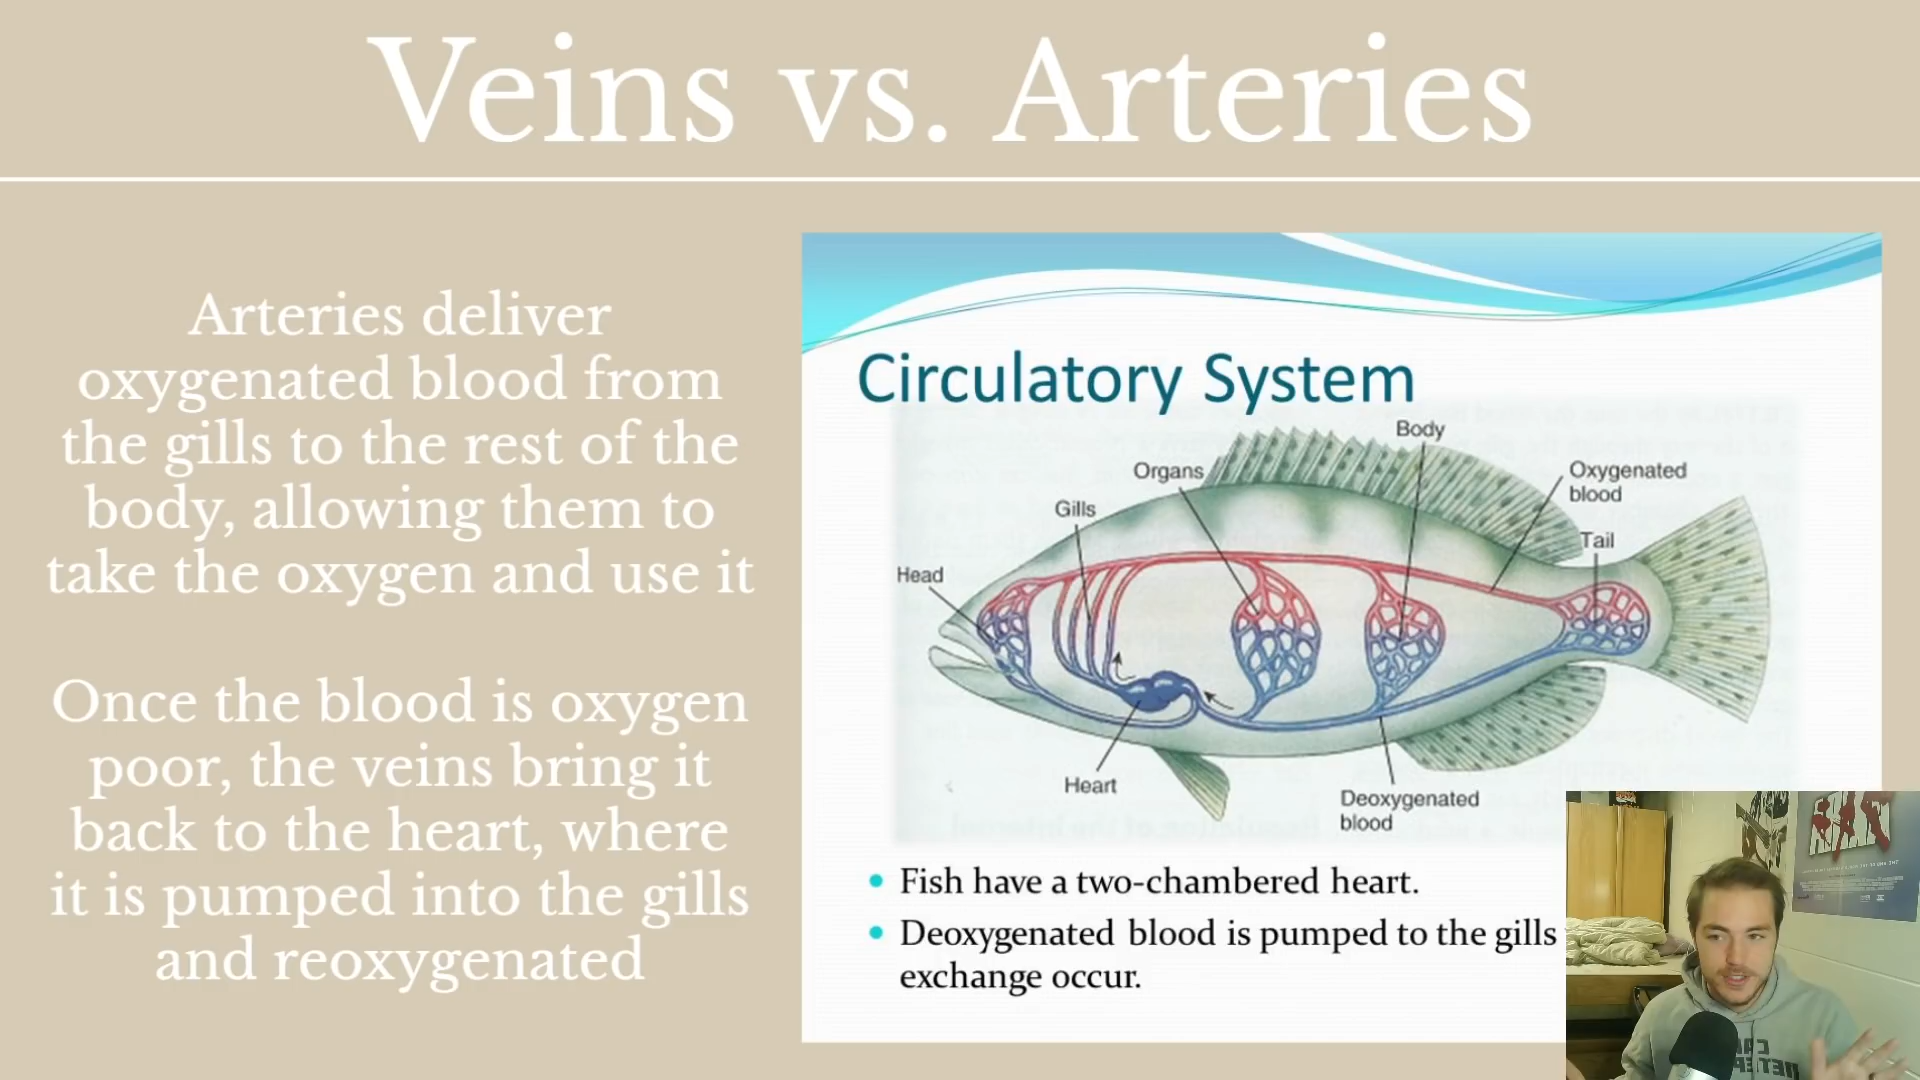 Veins vs. Arteries
Arteries deliver
oxygenated blood from
the gills to the rest of the
body, allowing them to
take the oxygen and use it
Once the blood is oxygen
poor, the veins bring it
back to the heart, where
it is pumped into the gills
and reoxygenated
Circulatory System
Body
Organs
Oxygenated
blood
Gills
Tail
Head
Heart
Deoxygenated
blood
Fish have a two-chambered heart.
Deoxygenated blood is pumped to the gills
exchange occur.